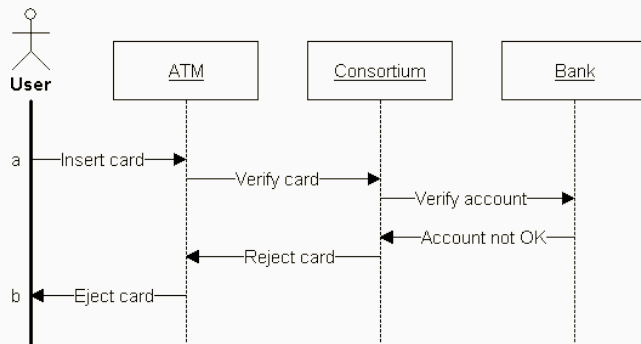 User
ATM
Consortium
Bank
a
Insert card
Verify card
Verify account
Account not OK
Reject card
b
Eject card